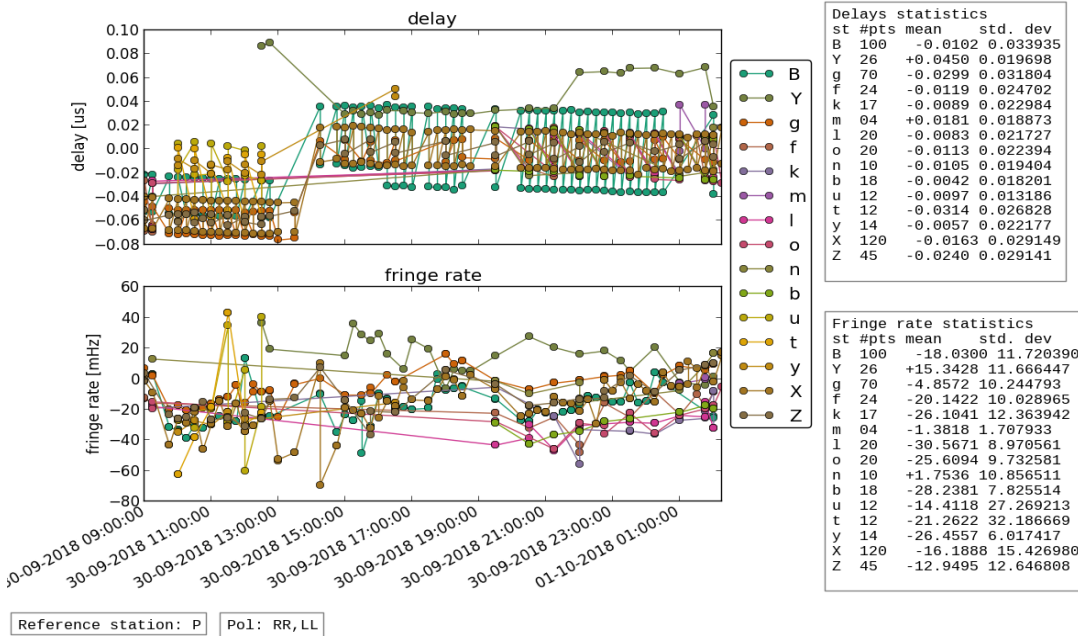 delay
0.10
0.08
0.06
0.04
0.02
0.00
−0.02
−0.04
−0.06
−0.08
delay [us]
fringe rate
60
40
20
0
−20
−40
−60
−80
fringe rate [mHz]
30-09-2018 09:00:00
30-09-2018 11:00:00
30-09-2018 13:00:00
30-09-2018 15:00:00
30-09-2018 17:00:00
30-09-2018 19:00:00
30-09-2018 21:00:00
30-09-2018 23:00:00
01-10-2018 01:00:00
B
Y
g
f
k
m
l
o
n
b
u
t
y
X
Z
Delays statistics
st #pts mean std. dev
B 100 -0.0102 0.033935
Y 26 +0.0450 0.019698
g 70 -0.0299 0.031804
f 24 -0.0119 0.024702
k 17 -0.0089 0.022984
m 04 +0.0181 0.018873
l 20 -0.0083 0.021727
o 20 -0.0113 0.022394
n 10 -0.0105 0.019404
b 18 -0.0042 0.018201
u 12 -0.0097 0.013186
t 12 -0.0314 0.026828
y 14 -0.0057 0.022177
X 120 -0.0163 0.029149
Z 45 -0.0240 0.029141
Fringe rate statistics
st #pts mean std. dev
B 100 -18.0300 11.720390
Y 26 +15.3428 11.666447
g 70 -4.8572 10.244793
f 24 -20.1422 10.028965
k 17 -26.1041 12.363942
m 04 -1.3818 1.707933
l 20 -30.5671 8.970561
o 20 -25.6094 9.732581
n 10 +1.7536 10.856511
b 18 -28.2381 7.825514
u 12 -14.4118 27.269213
t 12 -21.2622 32.186669
y 14 -26.4557 6.017417
X 120 -16.1888 15.426980
Z 45 -12.9495 12.646808
Reference station: P
Pol: RR,LL